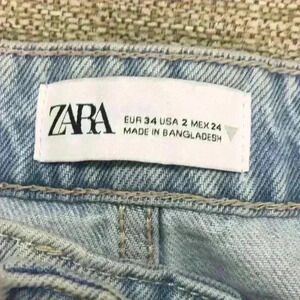 ZARA
EUR 34 USA 2 MEX 24
MADE IN BANGLADESH